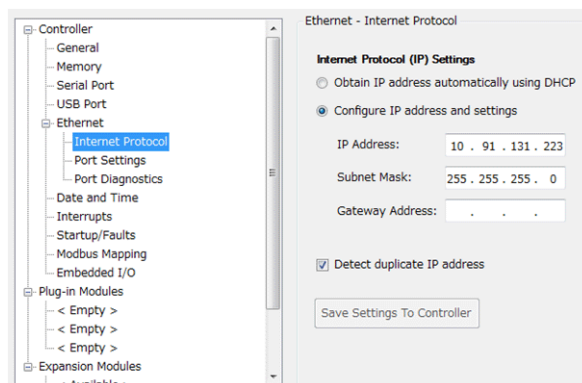 Controller
General
Memory
Serial Port
USB Port
Ethernet
Internet Protocol
Port Settings
Port Diagnostics
Date and Time
Interrupts
Startup/Faults
Modbus Mapping
Embedded I/O
Plug-in Modules
< Empty >
< Empty >
< Empty >
Expansion Modules
< Available >
Ethernet - Internet Protocol
Internet Protocol (IP) Settings
Obtain IP address automatically using DHCP
Configure IP address and settings
IP Address: 10 . 91 . 131 . 223
Subnet Mask: 255 . 255 . 255 . 0
Gateway Address: . . .
Detect duplicate IP address
Save Settings To Controller